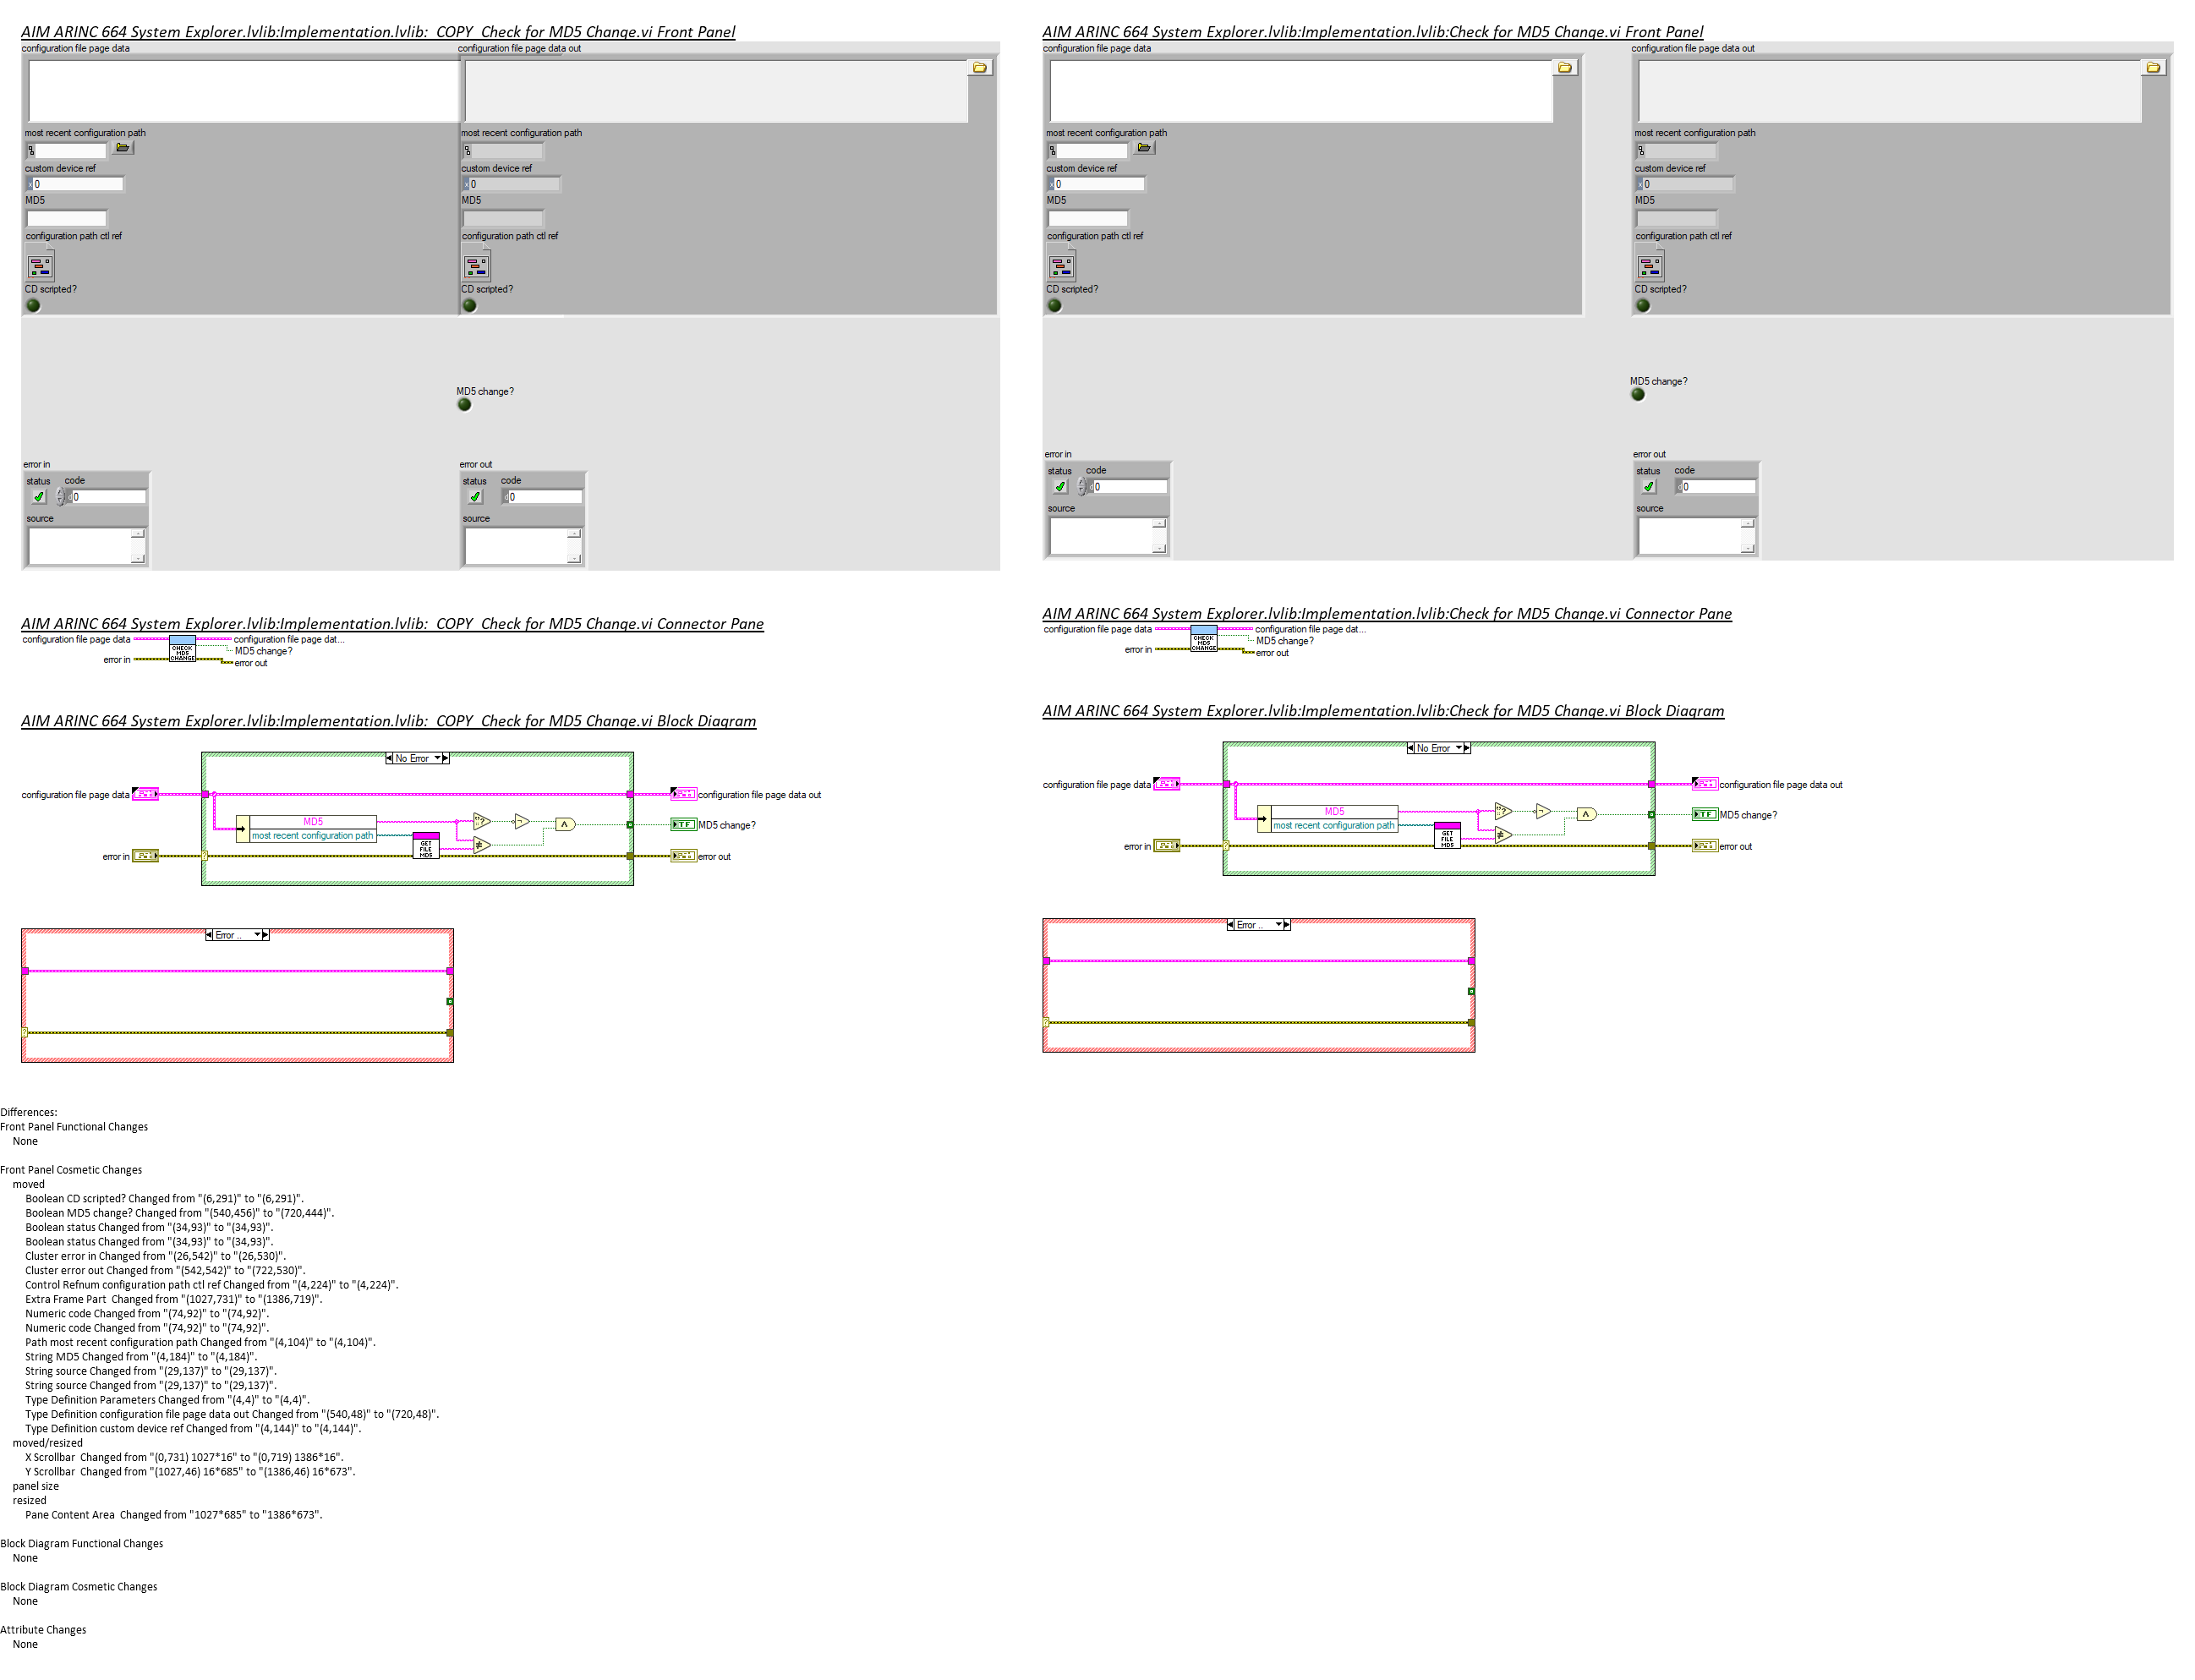 AIM ARINC 664 System Explorer.lvlib:Implementation.lvlib:_COPY_Check for MD5 Change.vi Front Panel
configuration file page data
configuration file page data out
most recent configuration path
most recent configuration path
custom device ref
custom device ref
x 0
x 0
MD5
MD5
configuration path ctl ref
configuration path ctl ref
CD scripted?
CD scripted?
MD5 change?
error in
error out
status code
status code
d 0
d 0
source
source
AIM ARINC 664 System Explorer.lvlib:Implementation.lvlib:_COPY_Check for MD5 Change.vi Connector Pane
configuration file page data
configuration file page dat...
CHECK
MD5
CHANGE
MD5 change?
error in
error out
AIM ARINC 664 System Explorer.lvlib:Implementation.lvlib:_COPY_Check for MD5 Change.vi Block Diagram
No Error
configuration file page data
configuration file page data out
MD5
most recent configuration path
GET
FILE
MD5
TF
MD5 change?
error in
error out
Error ..
AIM ARINC 664 System Explorer.lvlib:Implementation.lvlib:Check for MD5 Change.vi Front Panel
configuration file page data
configuration file page data out
most recent configuration path
most recent configuration path
custom device ref
custom device ref
x 0
x 0
MD5
MD5
configuration path ctl ref
configuration path ctl ref
CD scripted?
CD scripted?
MD5 change?
error in
error out
status code
status code
d 0
d 0
source
source
AIM ARINC 664 System Explorer.lvlib:Implementation.lvlib:Check for MD5 Change.vi Connector Pane
configuration file page data
configuration file page dat...
CHECK
MD5
CHANGE
MD5 change?
error in
error out
AIM ARINC 664 System Explorer.lvlib:Implementation.lvlib:Check for MD5 Change.vi Block Diagram
No Error
configuration file page data
configuration file page data out
MD5
most recent configuration path
GET
FILE
MD5
TF
MD5 change?
error in
error out
Error ..
Differences:
Front Panel Functional Changes
None
Front Panel Cosmetic Changes
moved
Boolean CD scripted? Changed from "(6,291)" to "(6,291)".
Boolean MD5 change? Changed from "(540,456)" to "(720,444)".
Boolean status Changed from "(34,93)" to "(34,93)".
Boolean status Changed from "(34,93)" to "(34,93)".
Cluster error in Changed from "(26,542)" to "(26,530)".
Cluster error out Changed from "(542,542)" to "(722,530)".
Control Refnum configuration path ctl ref Changed from "(4,224)" to "(4,224)".
Extra Frame Part  Changed from "(1027,731)" to "(1386,719)".
Numeric code Changed from "(74,92)" to "(74,92)".
Numeric code Changed from "(74,92)" to "(74,92)".
Path most recent configuration path Changed from "(4,104)" to "(4,104)".
String MD5 Changed from "(4,184)" to "(4,184)".
String source Changed from "(29,137)" to "(29,137)".
String source Changed from "(29,137)" to "(29,137)".
Type Definition Parameters Changed from "(4,4)" to "(4,4)".
Type Definition configuration file page data out Changed from "(540,48)" to "(720,48)".
Type Definition custom device ref Changed from "(4,144)" to "(4,144)".
moved/resized
X Scrollbar  Changed from "(0,731) 1027*16" to "(0,719) 1386*16".
Y Scrollbar  Changed from "(1027,46) 16*685" to "(1386,46) 16*673".
panel size
resized
Pane Content Area  Changed from "1027*685" to "1386*673".
Block Diagram Functional Changes
None
Block Diagram Cosmetic Changes
None
Attribute Changes
None